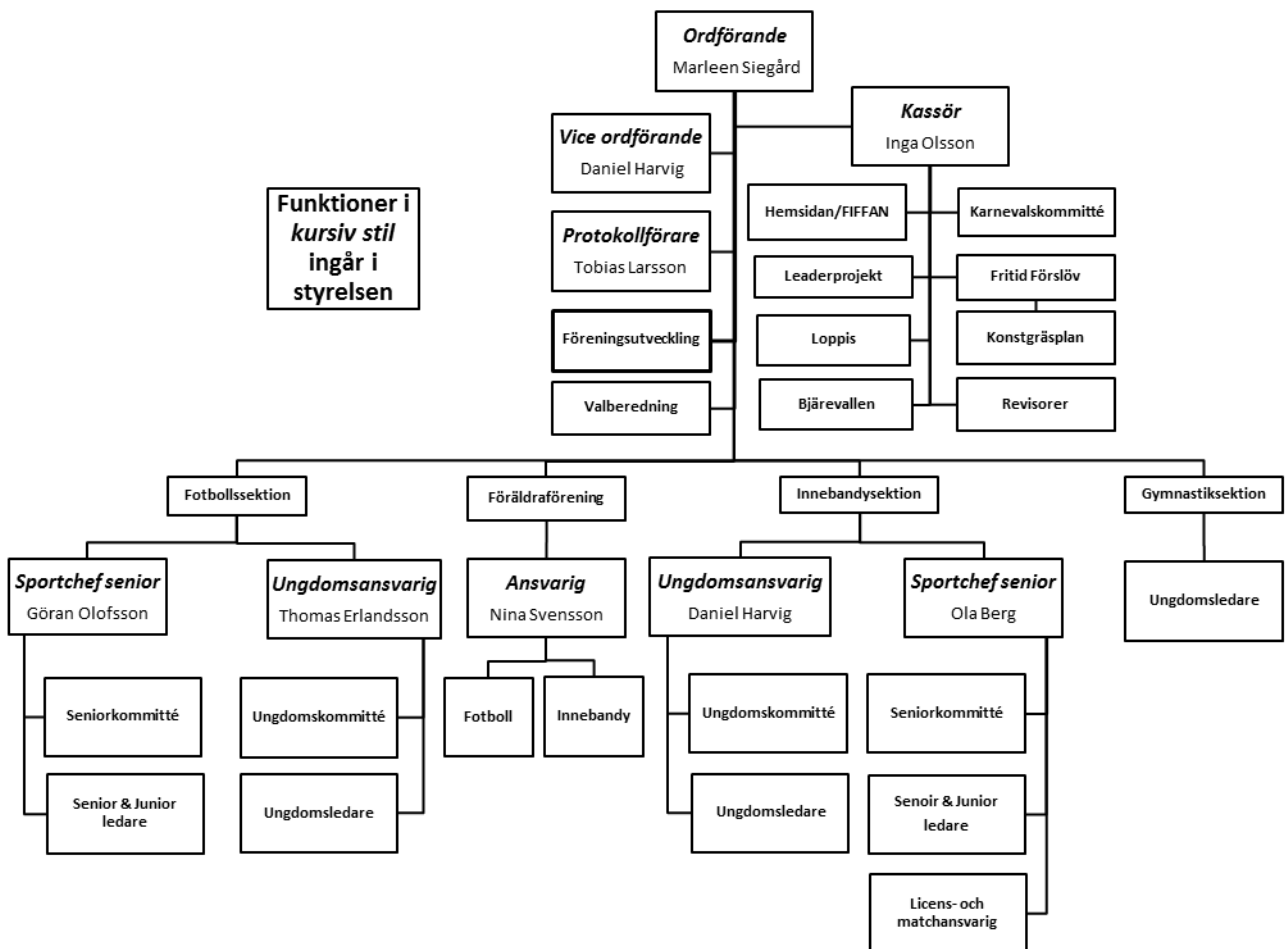 Ordförande
Marleen Siegård
Kassör
Inga Olsson
Vice ordförande
Daniel Harvig
Funktioner i
kursiv stil
ingår i
styrelsen
Protokollförare
Tobias Larsson
Föreningsutveckling
Valberedning
Hemsidan/FIFFAN
Karnevalskommitté
Leaderprojekt
Fritid Förslöv
Loppis
Konstgräsplan
Bjärevallen
Revisorer
Fotbollssektion
Föräldraförening
Innebandysektion
Gymnastiksektion
Sportchef senior
Göran Olofsson
Ungdomsansvarig
Thomas Erlandsson
Ansvarig
Nina Svensson
Ungdomsansvarig
Daniel Harvig
Sportchef senior
Ola Berg
Ungdomsledare
Seniorkommitté
Ungdomskommitté
Fotboll
Innebandy
Ungdomskommitté
Seniorkommitté
Senior & Junior
ledare
Ungdomsledare
Ungdomsledare
Senoir & Junior
ledare
Licens- och
matchansvarig